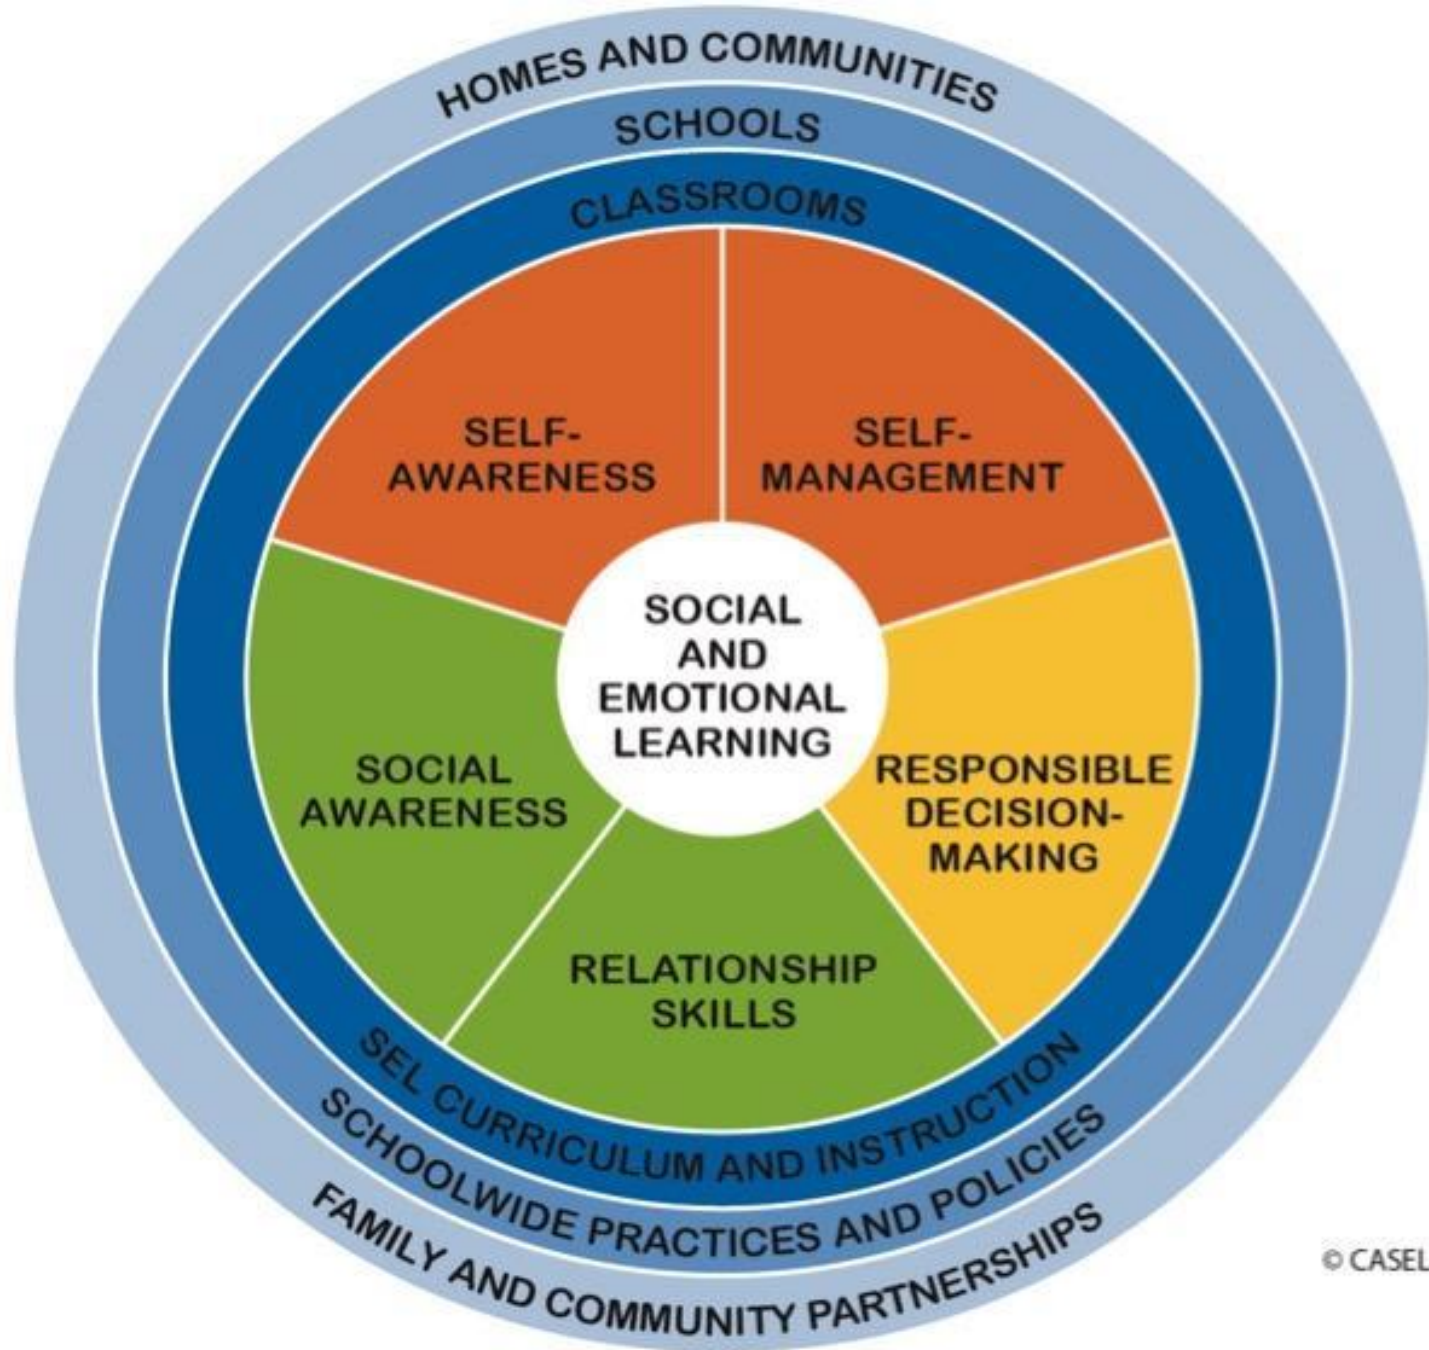 HOMES AND COMMUNITIES
SCHOOLS
CLASSROOMS
SELF-
AWARENESS
SELF-
MANAGEMENT
SOCIAL
AND
EMOTIONAL
LEARNING
SOCIAL
AWARENESS
RESPONSIBLE
DECISION-
MAKING
RELATIONSHIP
SKILLS
SEL CURRICULUM AND INSTRUCTION
SCHOOLWIDE PRACTICES AND POLICIES
FAMILY AND COMMUNITY PARTNERSHIPS
© CASEL